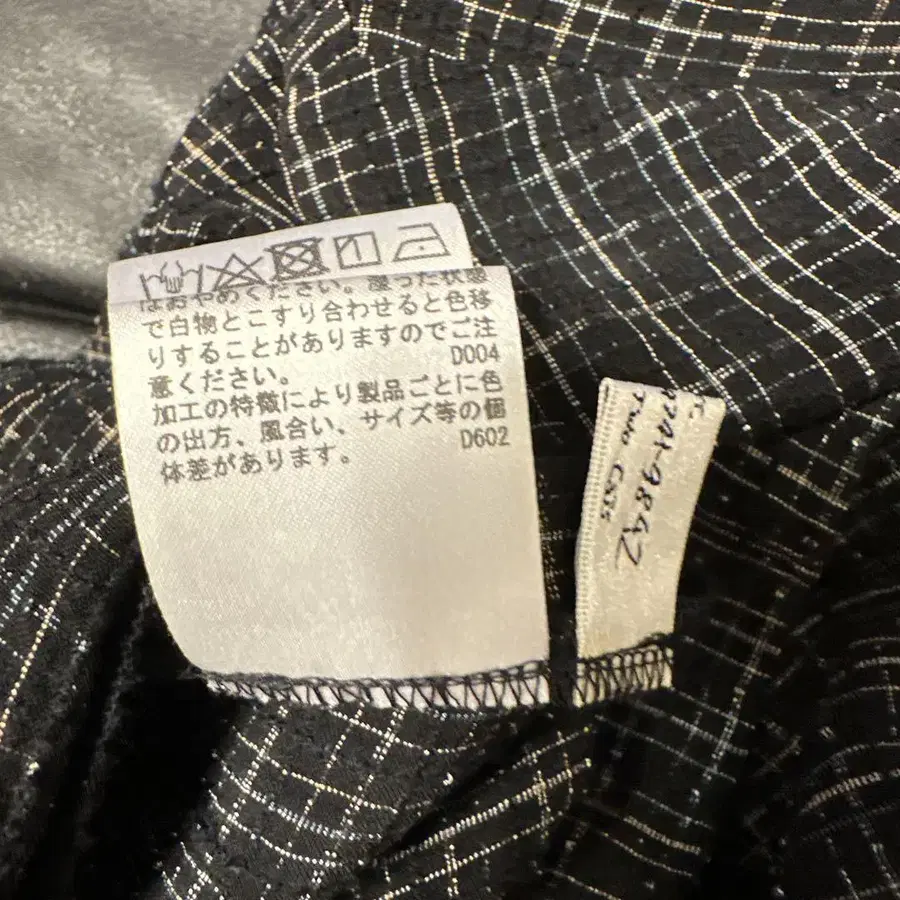 はおやめください。湿った状態
で白物とこすり合わせると色移
りすることがありますのでご注
意ください。
D004
加工の特徴により製品ごとに色
の出方、風合い、サイズ等の個
体差があります。
D602
9741-9847
Two Cats